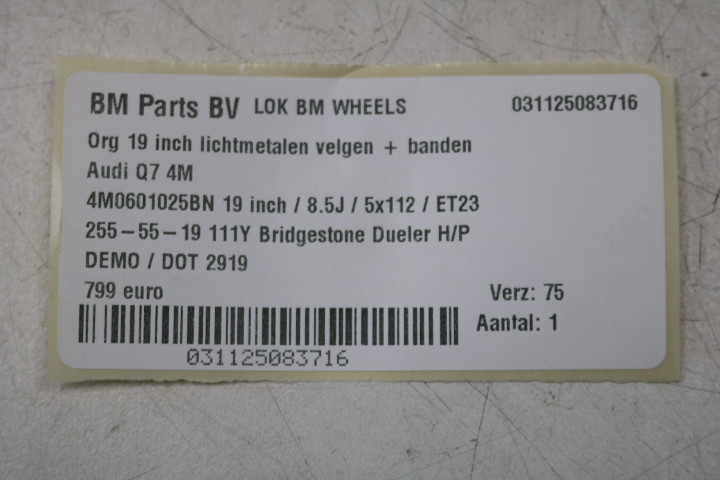 BM Parts BV LOK BM WHEELS 031125083716
Org 19 inch lichtmetalen velgen + banden
Audi Q7 4M
4M0601025BN 19 inch / 8.5J / 5x112 / ET23
255-55-19 111Y Bridgestone Dueler H/P
DEMO / DOT 2919
799 euro Verz: 75
Aantal: 1
031125083716